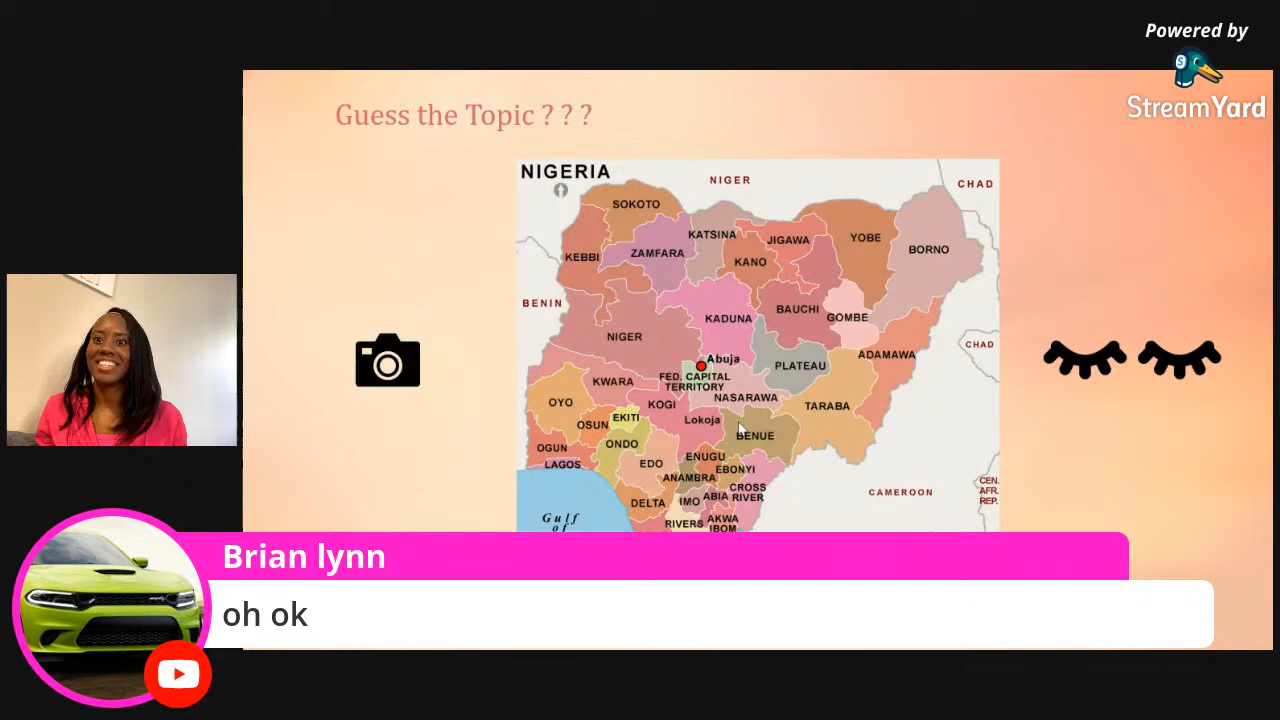 Powered by
StreamYard
Guess the Topic ? ? ?
NIGERIA
NIGER
CHAD
SOKOTO
KATSINA
JIGAWA
YOBE
BORNO
KEBBI
ZAMFARA
KANO
BENIN
BAUCHI
GOMBE
KADUNA
NIGER
CHAD
ADAMAWA
Abuja
PLATEAU
FED. CAPITAL
TERRITORY
KWARA
NASARAWA
OYO
KOGI
TARABA
EKITI
Lokoja
OSUN
BENUE
ONDO
OGUN
ENUGU
LAGOS
EDO
EBONYI
ANAMBRA
CROSS
RIVER
CAMEROON
CEN.
AFR.
REP.
DELTA
IMO
ABIA
Gulf
of
RIVERS
AKWA
IBOM
Brian lynn
oh ok